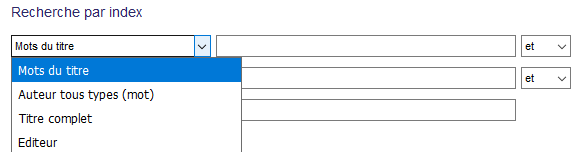 Recherche par index
Mots du titre et
Mots du titre et
Auteur tous types (mot)
Titre complet
Editeur